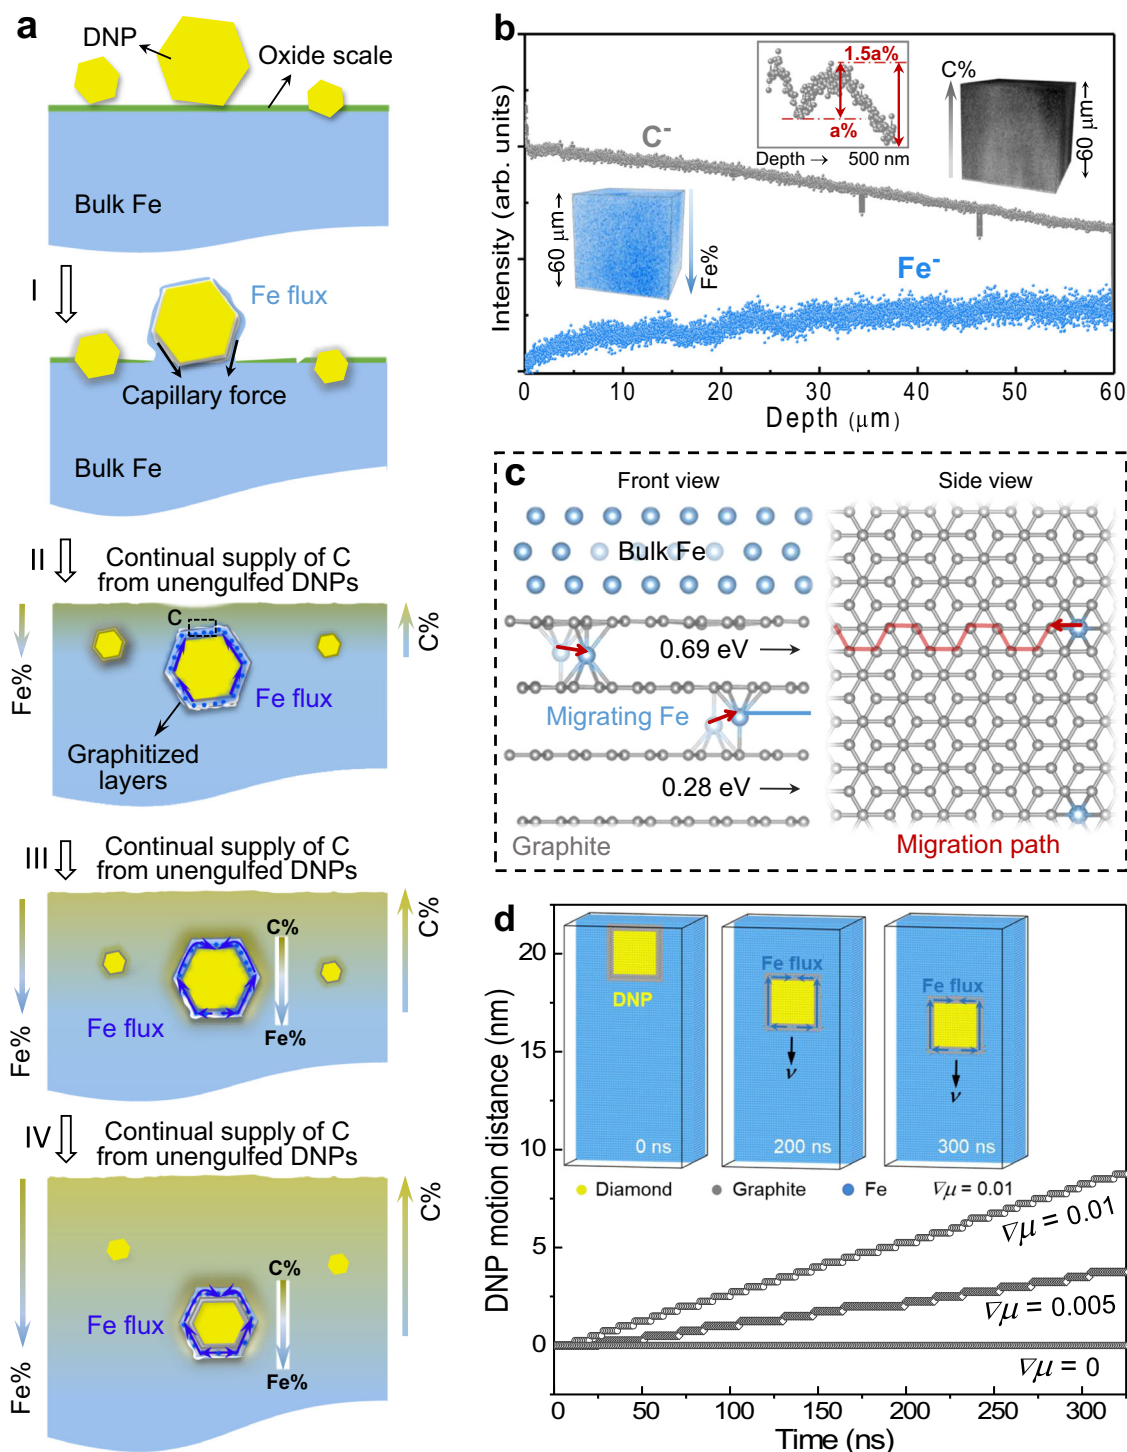 a
DNP
Oxide scale
Bulk Fe
I
Fe flux
Capillary force
Bulk Fe
II
Continual supply of C
from unengulfed DNPs
Fe%
C
C%
Fe flux
Graphitized
layers
III
Continual supply of C
from unengulfed DNPs
Fe%
C%
C%
Fe flux
Fe%
IV
Continual supply of C
from unengulfed DNPs
Fe%
C%
C%
Fe flux
Fe%
b
Intensity (arb. units)
C⁻
1.5a%
a%
Depth → 500 nm
C%
60 μm
60 μm
Fe%
Fe⁻
0 10 20 30 40 50 60
Depth (μm)
c
Front view
Side view
Bulk Fe
0.69 eV
Migrating Fe
0.28 eV
Graphite
Migration path
d
DNP motion distance (nm)
20
15
10
5
0
DNP
0 ns
Fe flux
ν
200 ns
Fe flux
ν
300 ns
Diamond Graphite Fe ∇μ = 0.01
∇μ = 0.01
∇μ = 0.005
∇μ = 0
0 50 100 150 200 250 300
Time (ns)